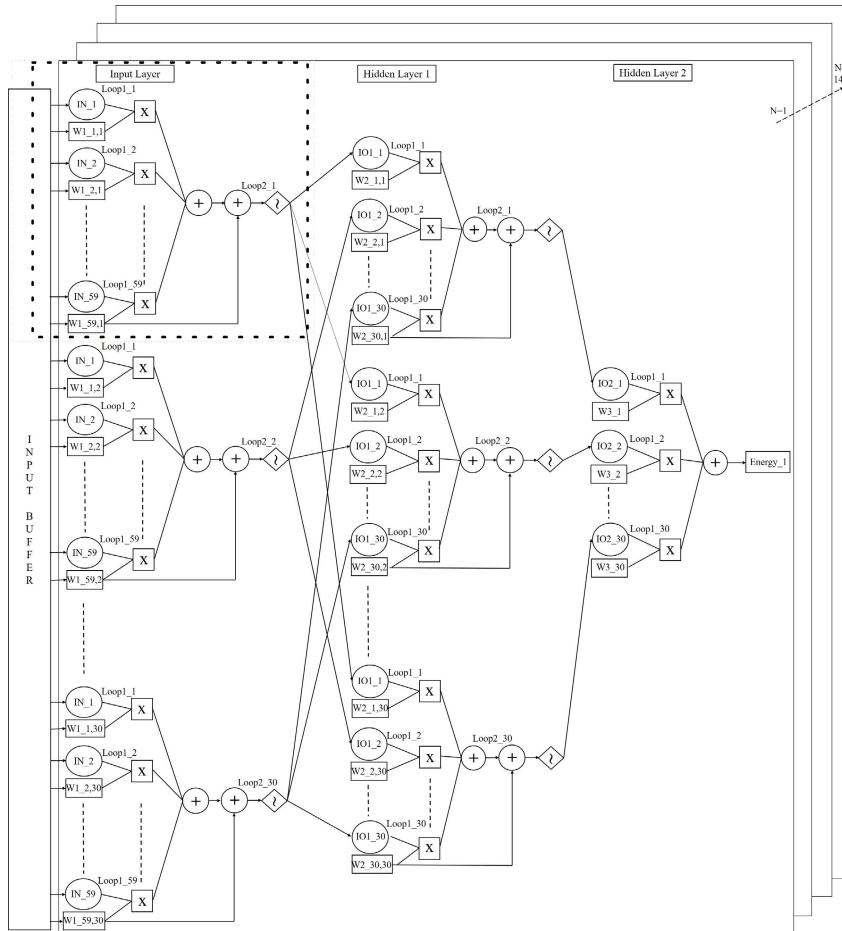 Input Layer
Hidden Layer 1
Hidden Layer 2
N=1
N
14
INPUT BUFFER
IN_1
Loop1_1
W1_1,1
X
IN_2
Loop1_2
W1_2,1
X
IN_59
Loop1_59
W1_59,1
X
+
+
Loop2_1
~
IN_1
Loop1_1
W1_1,2
X
IN_2
Loop1_2
W1_2,2
X
IN_59
Loop1_59
W1_59,2
X
+
+
Loop2_2
~
IN_1
Loop1_1
W1_1,30
X
IN_2
Loop1_2
W1_2,30
X
IN_59
Loop1_59
W1_59,30
X
+
+
Loop2_30
~
IO1_1
Loop1_1
W2_1,1
X
IO1_2
Loop1_2
W2_2,1
X
IO1_30
Loop1_30
W2_30,1
X
+
+
Loop2_1
~
IO1_1
Loop1_1
W2_1,2
X
IO1_2
Loop1_2
W2_2,2
X
IO1_30
Loop1_30
W2_30,2
X
+
+
Loop2_2
~
IO1_1
Loop1_1
W2_1,30
X
IO1_2
Loop1_2
W2_2,30
X
IO1_30
Loop1_30
W2_30,30
X
+
+
Loop2_30
~
IO2_1
Loop1_1
W3_1
X
IO2_2
Loop1_2
W3_2
X
IO2_30
Loop1_30
W3_30
X
+
Energy_1